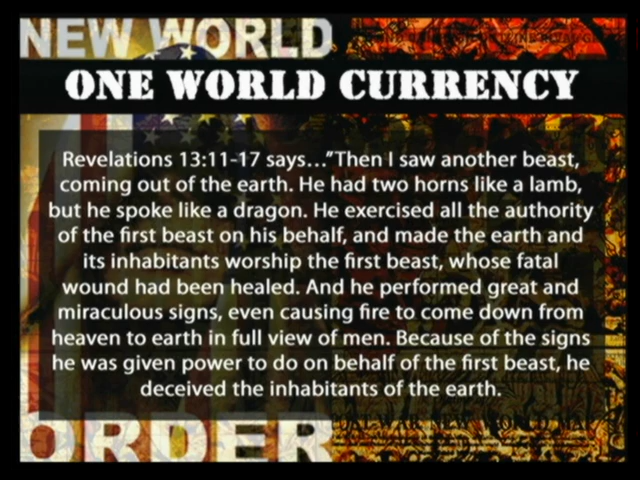 NEW WORLD
ONE WORLD CURRENCY
Revelations 13:11-17 says…”Then I saw another beast,
coming out of the earth. He had two horns like a lamb,
but he spoke like a dragon. He exercised all the authority
of the first beast on his behalf, and made the earth and
its inhabitants worship the first beast, whose fatal
wound had been healed. And he performed great and
miraculous signs, even causing fire to come down from
heaven to earth in full view of men. Because of the signs
he was given power to do on behalf of the first beast, he
deceived the inhabitants of the earth.
ORDER